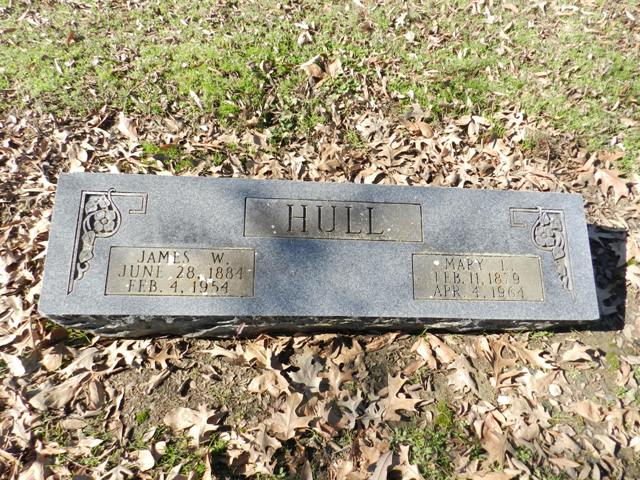 HULL
JAMES W.
JUNE 28, 1884
FEB. 4, 1954
MARY L.
FEB. 11, 1879
APR. 4, 1964